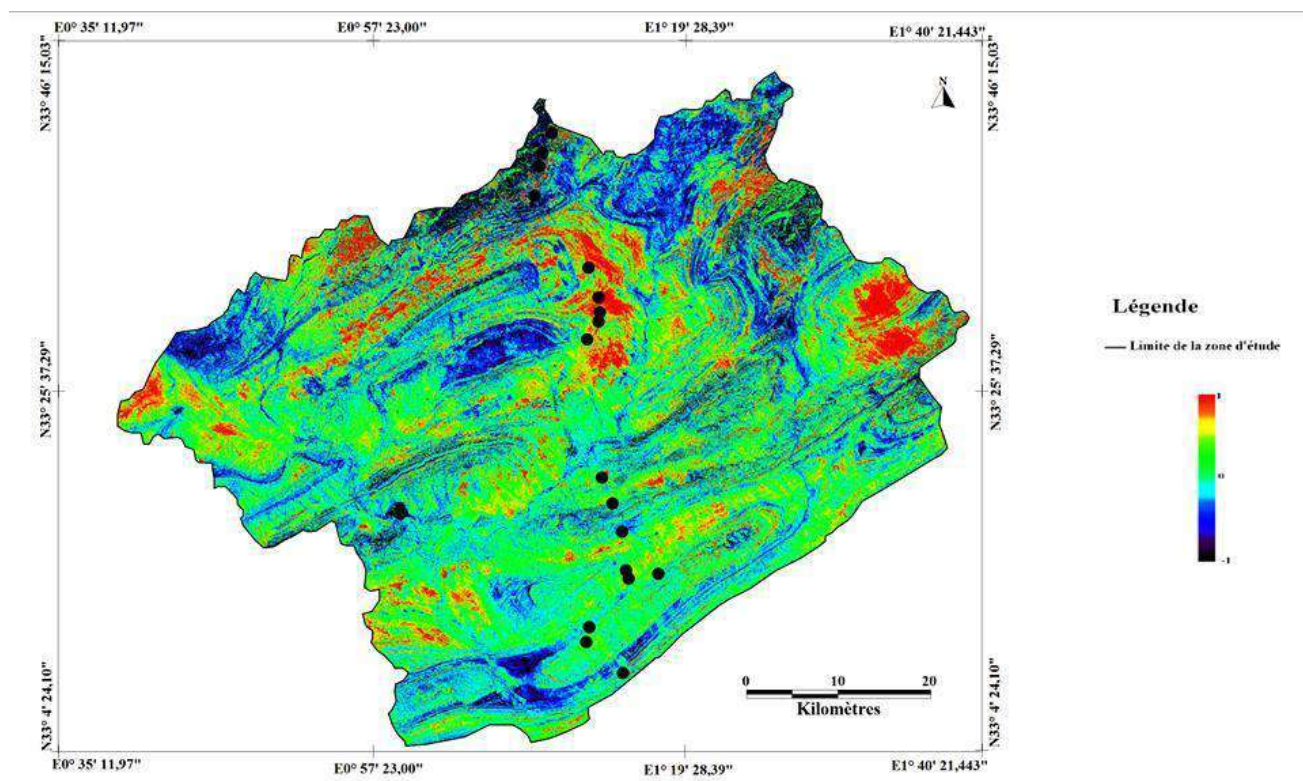 E0° 35' 11,97" E0° 57' 23,00" E1° 19' 28,39" E1° 40' 21,443"
N33° 46' 15,03" N33° 46' 15,03"
N
N33° 25' 37,29" N33° 25' 37,29"
N33° 4' 24,10" N33° 4' 24,10"
Légende
Limite de la zone d'étude
1
0
-1
0 10 20
Kilomètres
E0° 35' 11,97" E0° 57' 23,00" E1° 19' 28,39" E1° 40' 21,443"